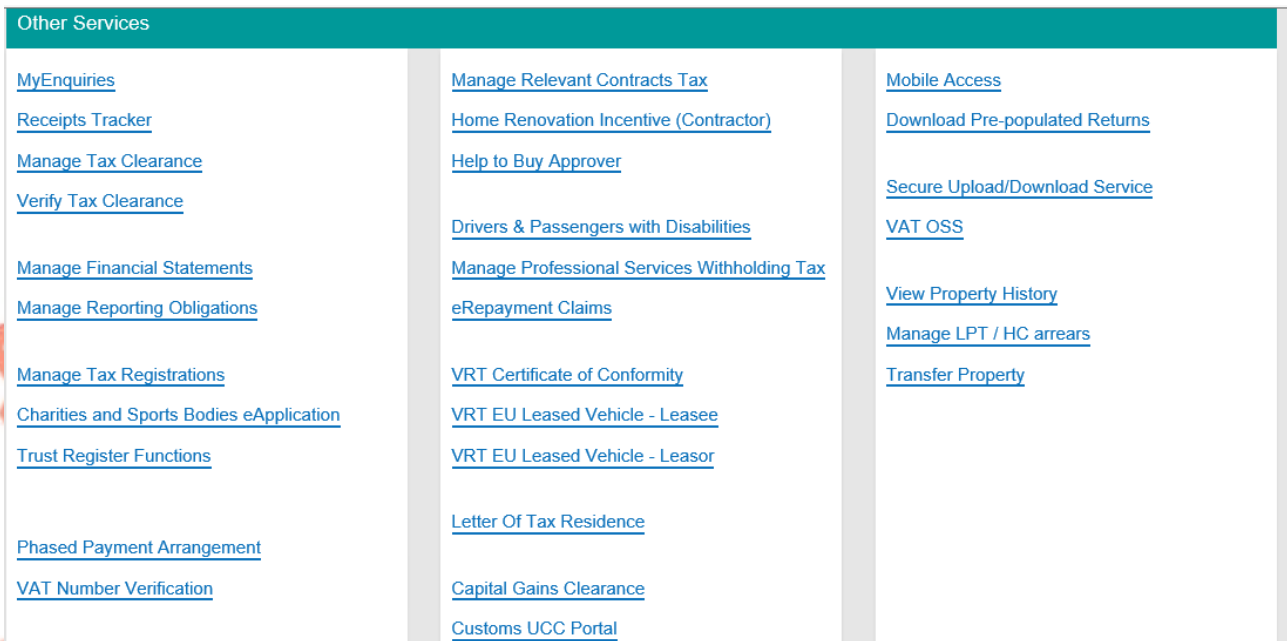 Other Services
MyEnquiries
Receipts Tracker
Manage Tax Clearance
Verify Tax Clearance
Manage Financial Statements
Manage Reporting Obligations
Manage Tax Registrations
Charities and Sports Bodies eApplication
Trust Register Functions
Phased Payment Arrangement
VAT Number Verification
Manage Relevant Contracts Tax
Home Renovation Incentive (Contractor)
Help to Buy Approver
Drivers & Passengers with Disabilities
Manage Professional Services Withholding Tax
eRepayment Claims
VRT Certificate of Conformity
VRT EU Leased Vehicle - Leasee
VRT EU Leased Vehicle - Leasor
Letter Of Tax Residence
Capital Gains Clearance
Customs UCC Portal
Mobile Access
Download Pre-populated Returns
Secure Upload/Download Service
VAT OSS
View Property History
Manage LPT / HC arrears
Transfer Property